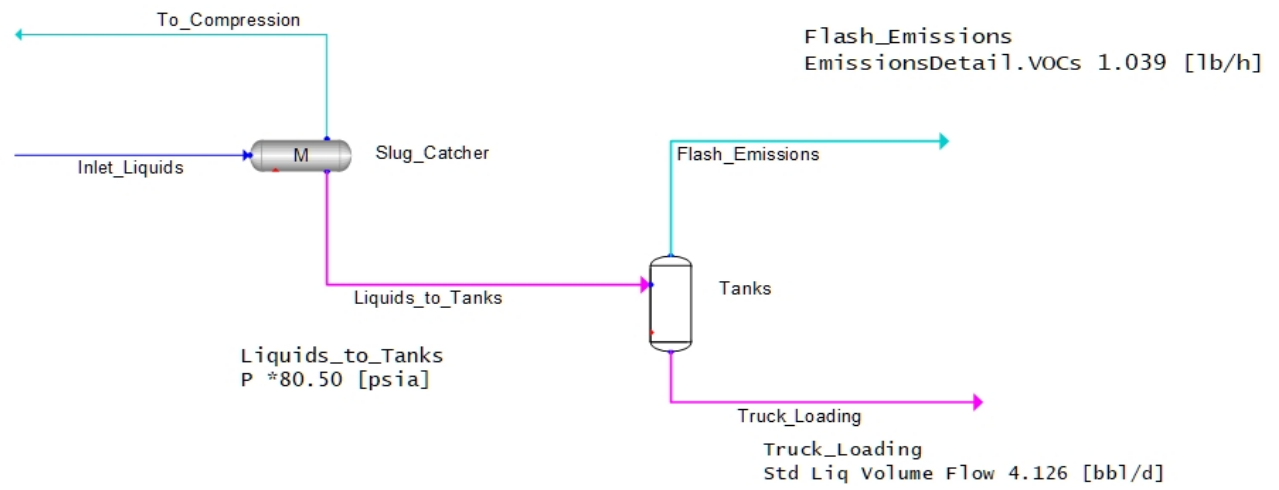 To_Compression
Flash_Emissions
EmissionsDetail.VOCs 1.039 [lb/h]
M
Slug_Catcher
Inlet_Liquids
Flash_Emissions
Liquids_to_Tanks
Tanks
Liquids_to_Tanks
P *80.50 [psia]
Truck_Loading
Truck_Loading
Std Liq Volume Flow 4.126 [bbl/d]